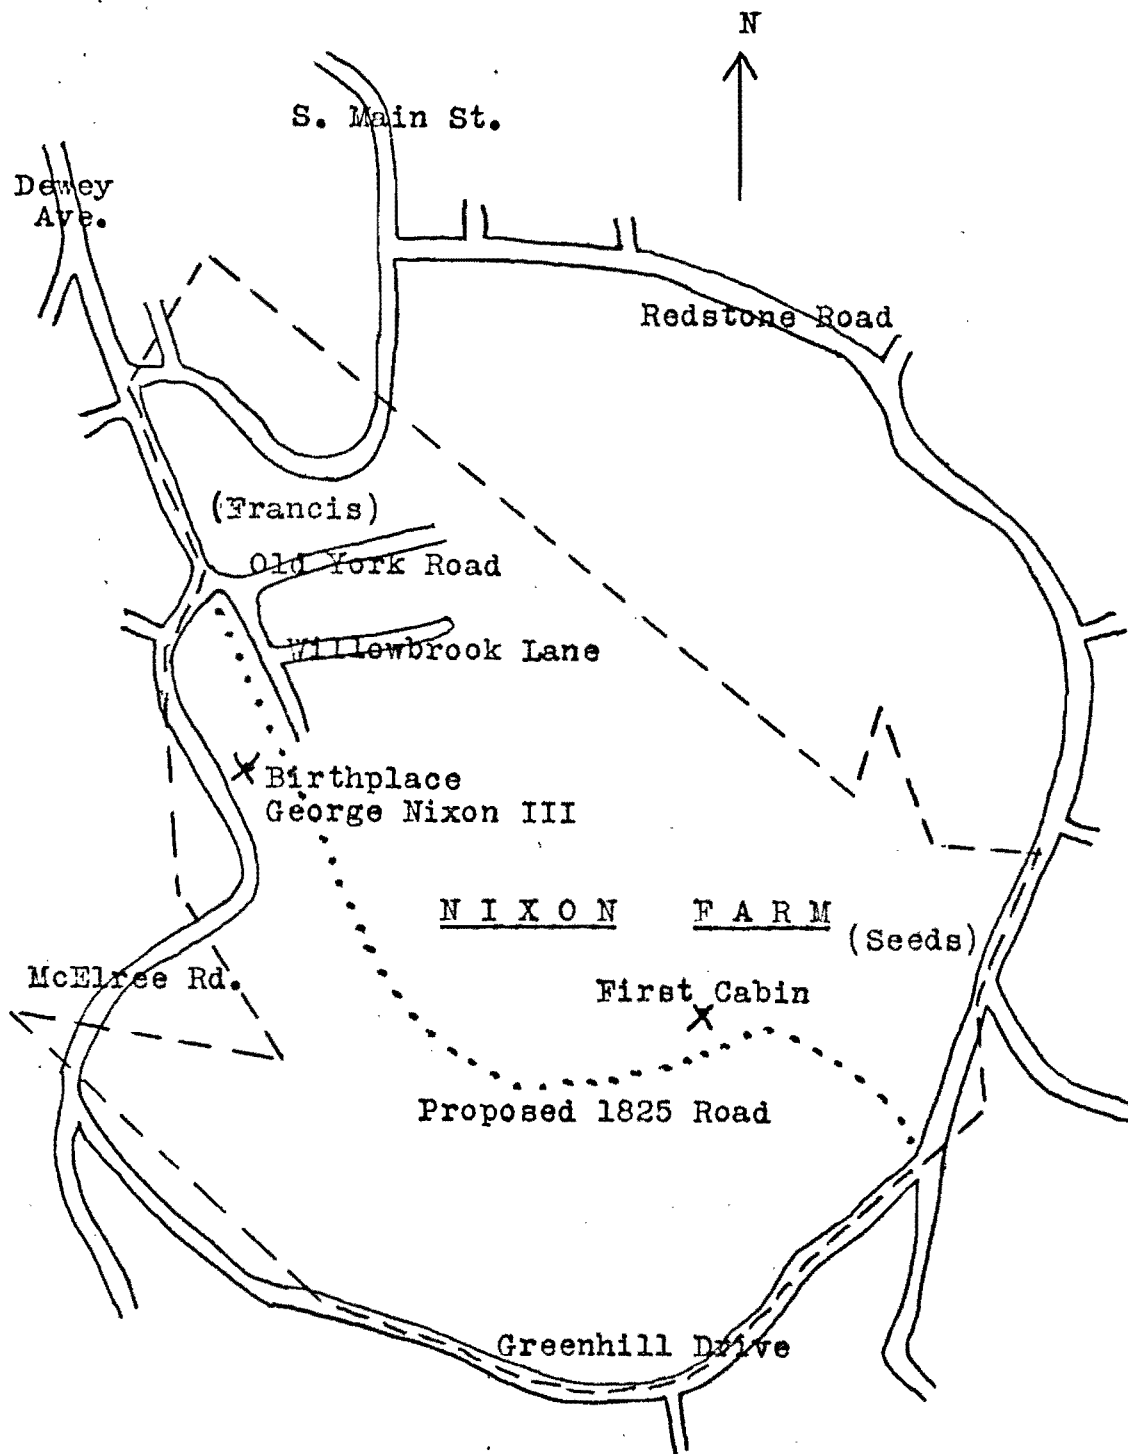 N
S. Main St.
Dewey
Ave.
Redstone Road
(Francis)
Old York Road
Willowbrook Lane
Birthplace
George Nixon III
NIXON FARM
(Seeds)
McElree Rd.
First Cabin
Proposed 1825 Road
Greenhill Drive